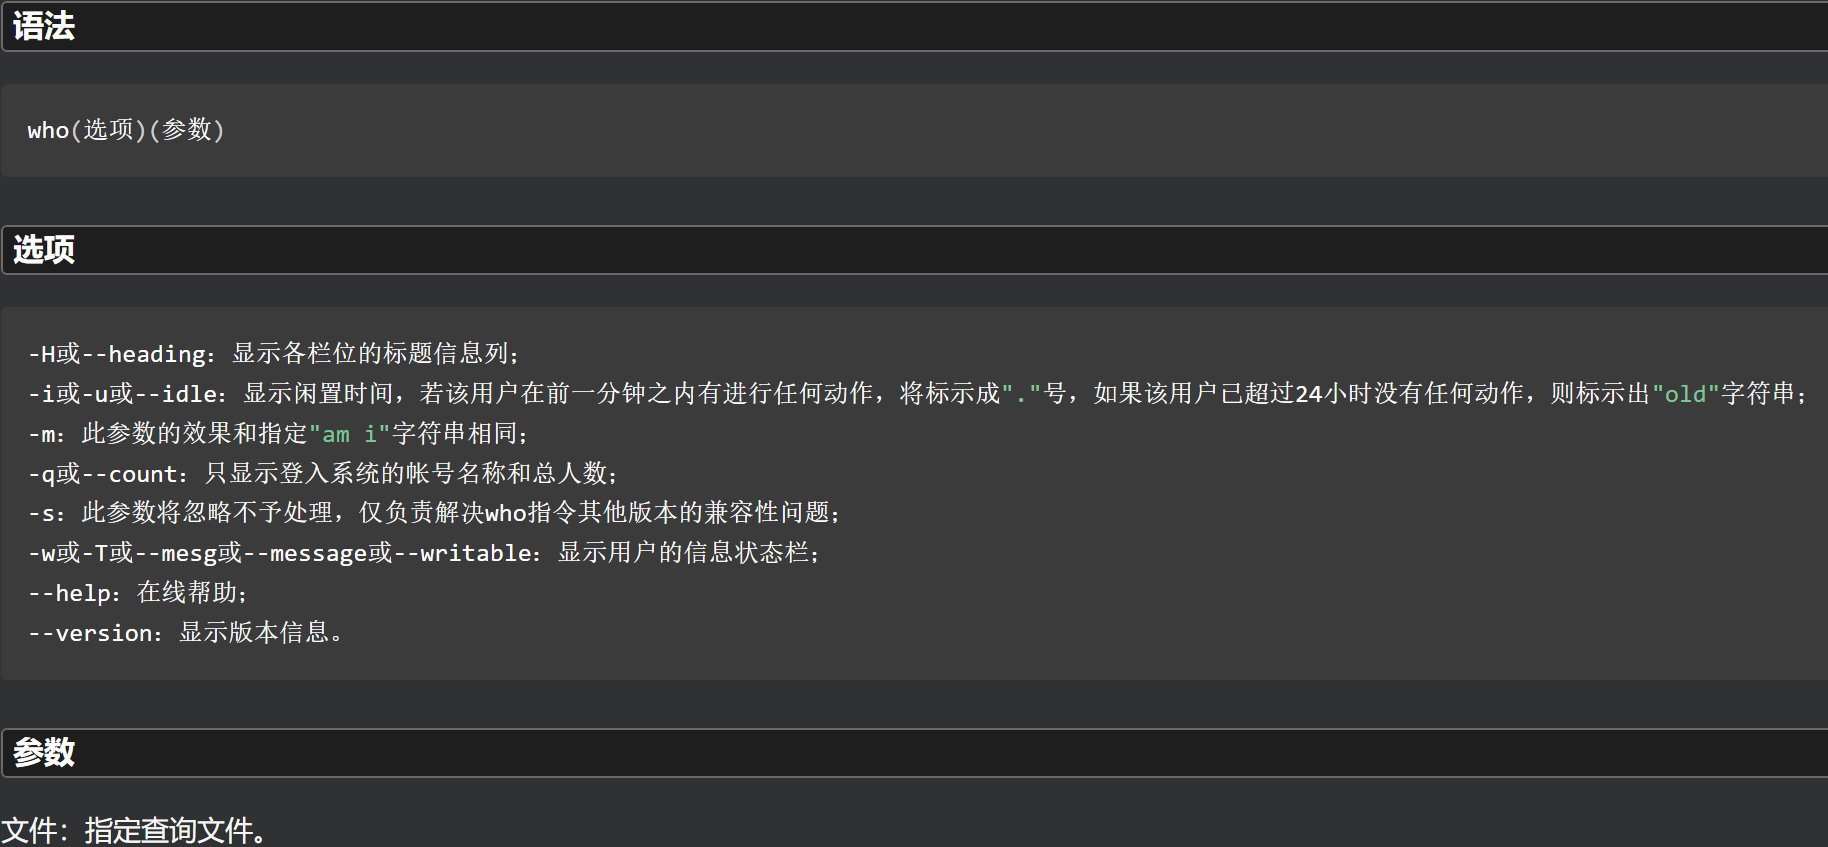 语法
who(选项)(参数)
选项
-H或--heading：显示各栏位的标题信息列；
-i或-u或--idle：显示闲置时间，若该用户在前一分钟之内有进行任何动作，将标示成"."号，如果该用户已超过24小时没有任何动作，则标示出"old"字符串；
-m：此参数的效果和指定"am i"字符串相同；
-q或--count：只显示登入系统的帐号名称和总人数；
-s：此参数将忽略不予处理，仅负责解决who指令其他版本的兼容性问题；
-w或-T或--mesg或--message或--writable：显示用户的信息状态栏；
--help：在线帮助；
--version：显示版本信息。
参数
文件：指定查询文件。